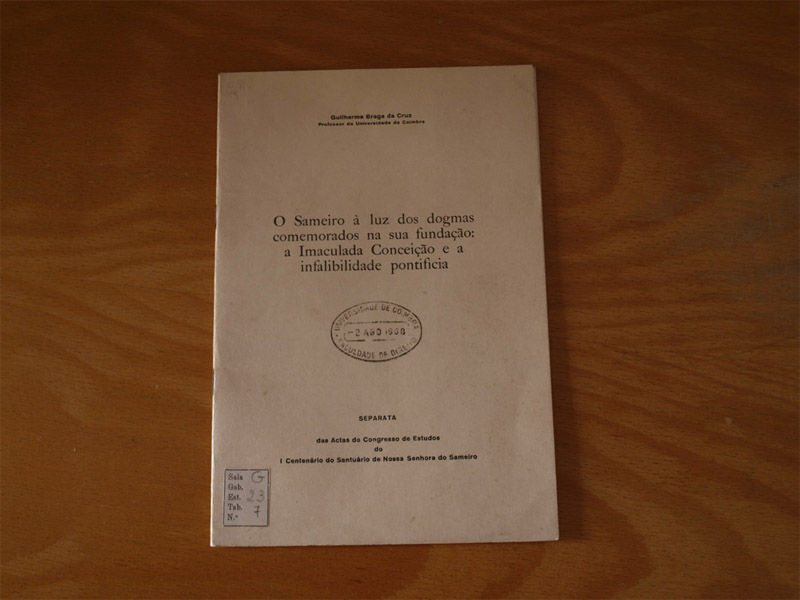 Guilherme Braga da Cruz
Professor da Universidade de Coimbra
O Sameiro à luz dos dogmas
comemorados na sua fundação:
a Imaculada Conceição e a
infalibilidade pontificia
UNIVERSIDADE DE COIMBRA
-2 AGO
FACULDADE DE DIREITO
SEPARATA
das Actas do Congresso de Estudos
do
I Centenário do Santuário de Nossa Senhora do Sameiro
Sala G
Gab.
Est. 23
Tab. 7
N.º